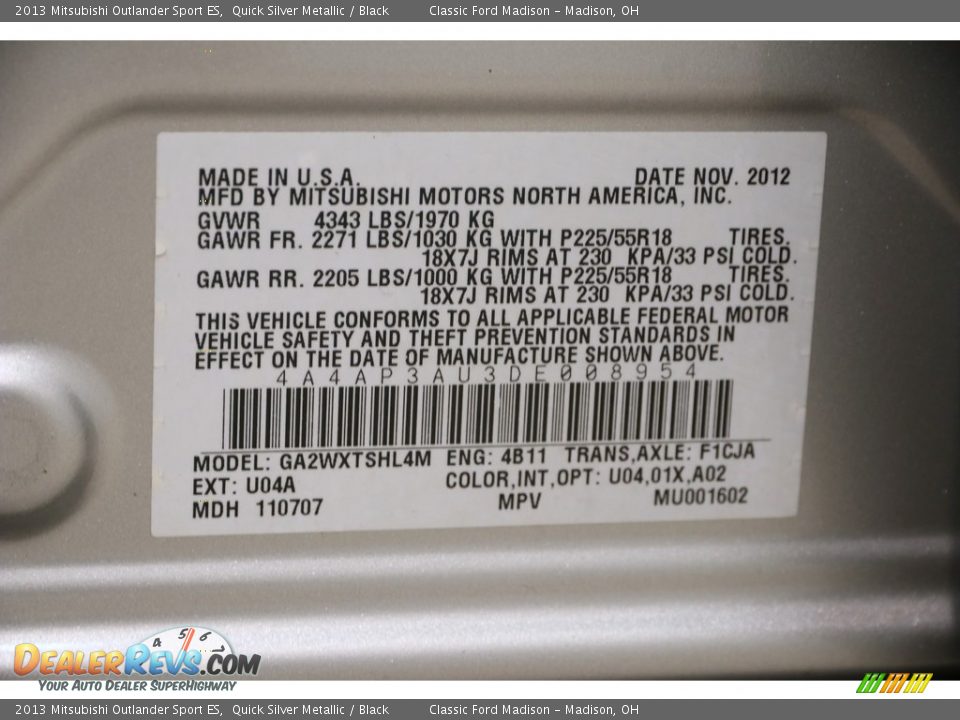 2013 Mitsubishi Outlander Sport ES, Quick Silver Metallic / Black Classic Ford Madison - Madison, OH
MADE IN U.S.A. DATE NOV. 2012
MFD BY MITSUBISHI MOTORS NORTH AMERICA, INC.
GVWR 4343 LBS/1970 KG
GAWR FR. 2271 LBS/1030 KG WITH P225/55R18 TIRES.
18X7J RIMS AT 230 KPA/33 PSI COLD.
GAWR RR. 2205 LBS/1000 KG WITH P225/55R18 TIRES.
18X7J RIMS AT 230 KPA/33 PSI COLD.
THIS VEHICLE CONFORMS TO ALL APPLICABLE FEDERAL MOTOR
VEHICLE SAFETY AND THEFT PREVENTION STANDARDS IN
EFFECT ON THE DATE OF MANUFACTURE SHOWN ABOVE.
4A4AP3AU3DE008954
MODEL: GA2WXTSHL4M ENG: 4B11 TRANS,AXLE: F1CJA
EXT: U04A COLOR,INT,OPT: U04,01X,A02
MDH 110707 MPV MU001602
4 5 6
DEALERREVS.COM
YOUR AUTO DEALER SUPERHIGHWAY
2013 Mitsubishi Outlander Sport ES, Quick Silver Metallic / Black Classic Ford Madison - Madison, OH